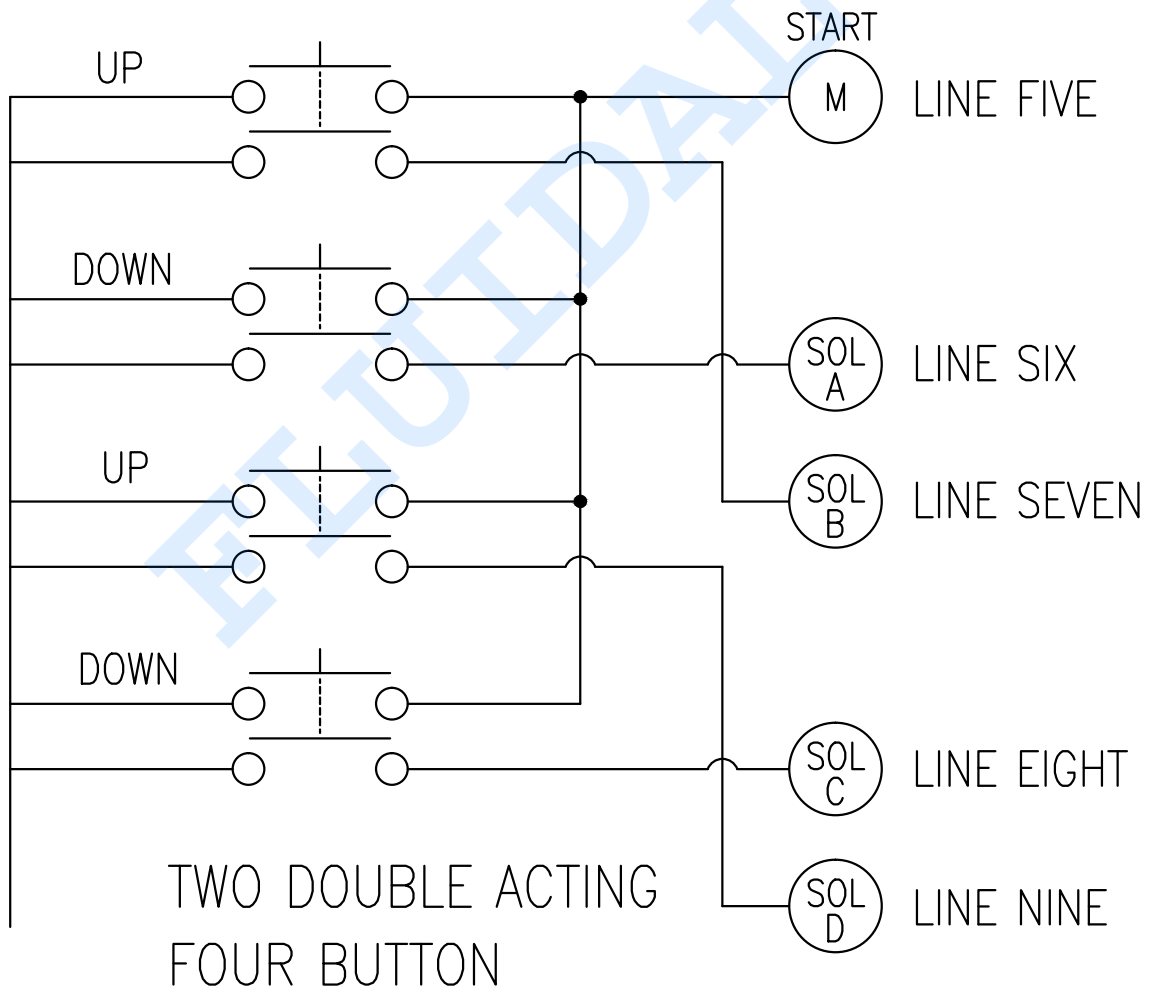 START
UP
M LINE FIVE
DOWN
SOL A LINE SIX
UP
SOL B LINE SEVEN
DOWN
SOL C LINE EIGHT
TWO DOUBLE ACTING
SOL D LINE NINE
FOUR BUTTON
FLUIDAL